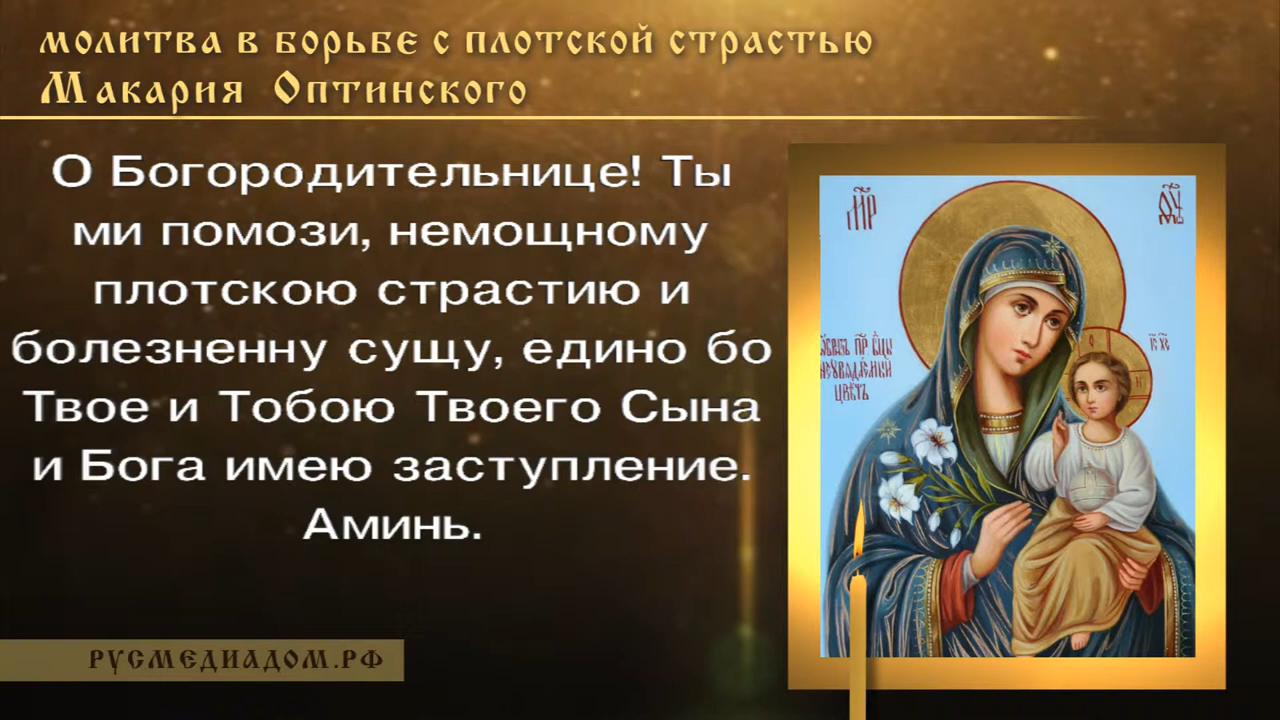 молитва в борьбе с плотской страстью
Макария Оптинского
О Богородительнице! Ты
ми помози, немощному
плотскою страстию и
болезненну сущу, едино бо
Твое и Тобою Твоего Сына
и Бога имею заступление.
Аминь.
РУСМЕДИАДОМ.РФ